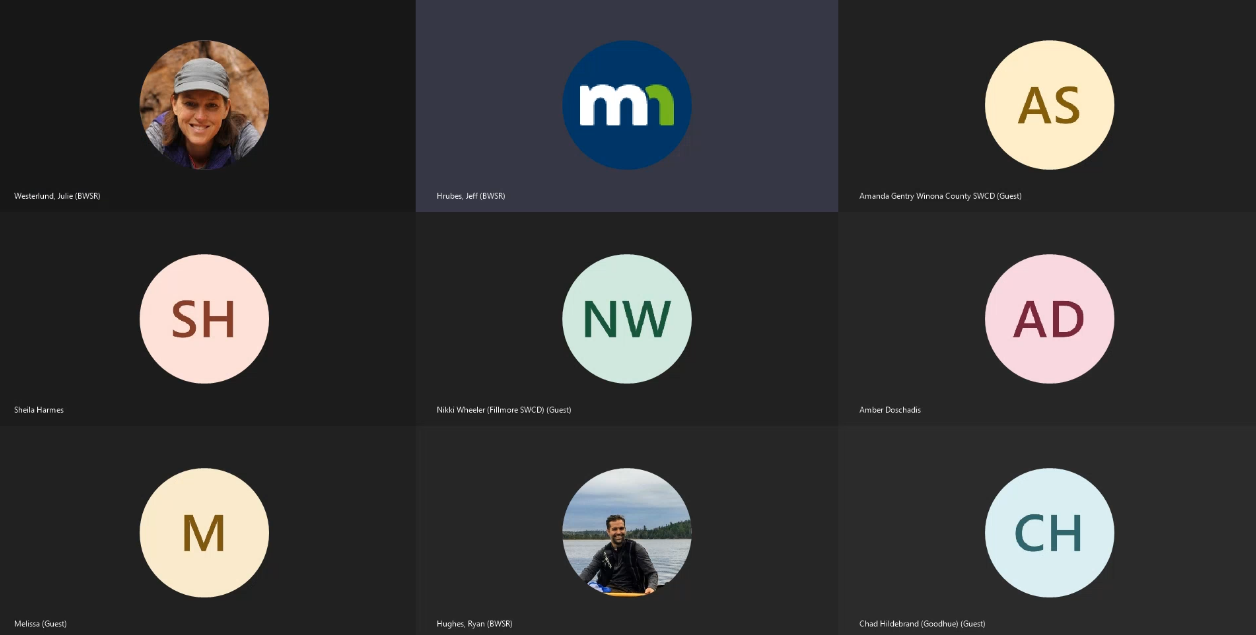 mn
AS
Westerlund, Julie (BWSR)
Hrubes, Jeff (BWSR)
Amanda Gentry Winona County SWCD (Guest)
SH
NW
AD
Sheila Harmes
Nikki Wheeler (Fillmore SWCD) (Guest)
Amber Doschadis
M
CH
Melissa (Guest)
Hughes, Ryan (BWSR)
Chad Hildebrand (Goodhue) (Guest)